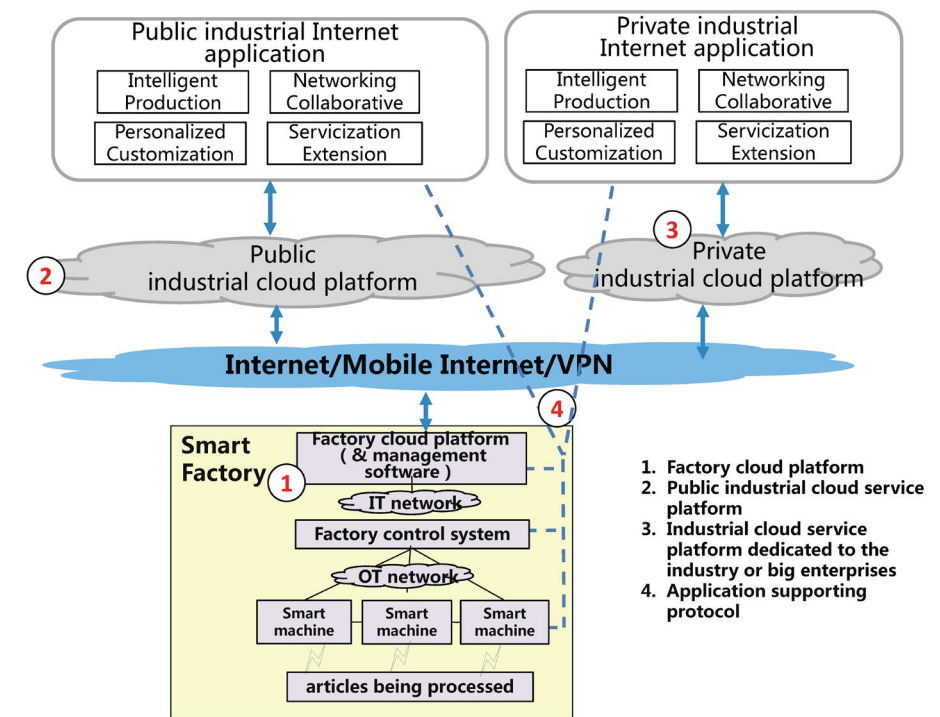 Public industrial Internet
application
Intelligent
Production
Networking
Collaborative
Personalized
Customization
Servicization
Extension
Private industrial
Internet application
Intelligent
Production
Networking
Collaborative
Personalized
Customization
Servicization
Extension
2
Public
industrial cloud platform
3
Private
industrial cloud platform
Internet/Mobile Internet/VPN
4
Smart
Factory
1
Factory cloud platform
( & management
software )
IT network
Factory control system
OT network
Smart
machine
Smart
machine
Smart
machine
articles being processed
1. Factory cloud platform
2. Public industrial cloud service
platform
3. Industrial cloud service
platform dedicated to the
industry or big enterprises
4. Application supporting
protocol